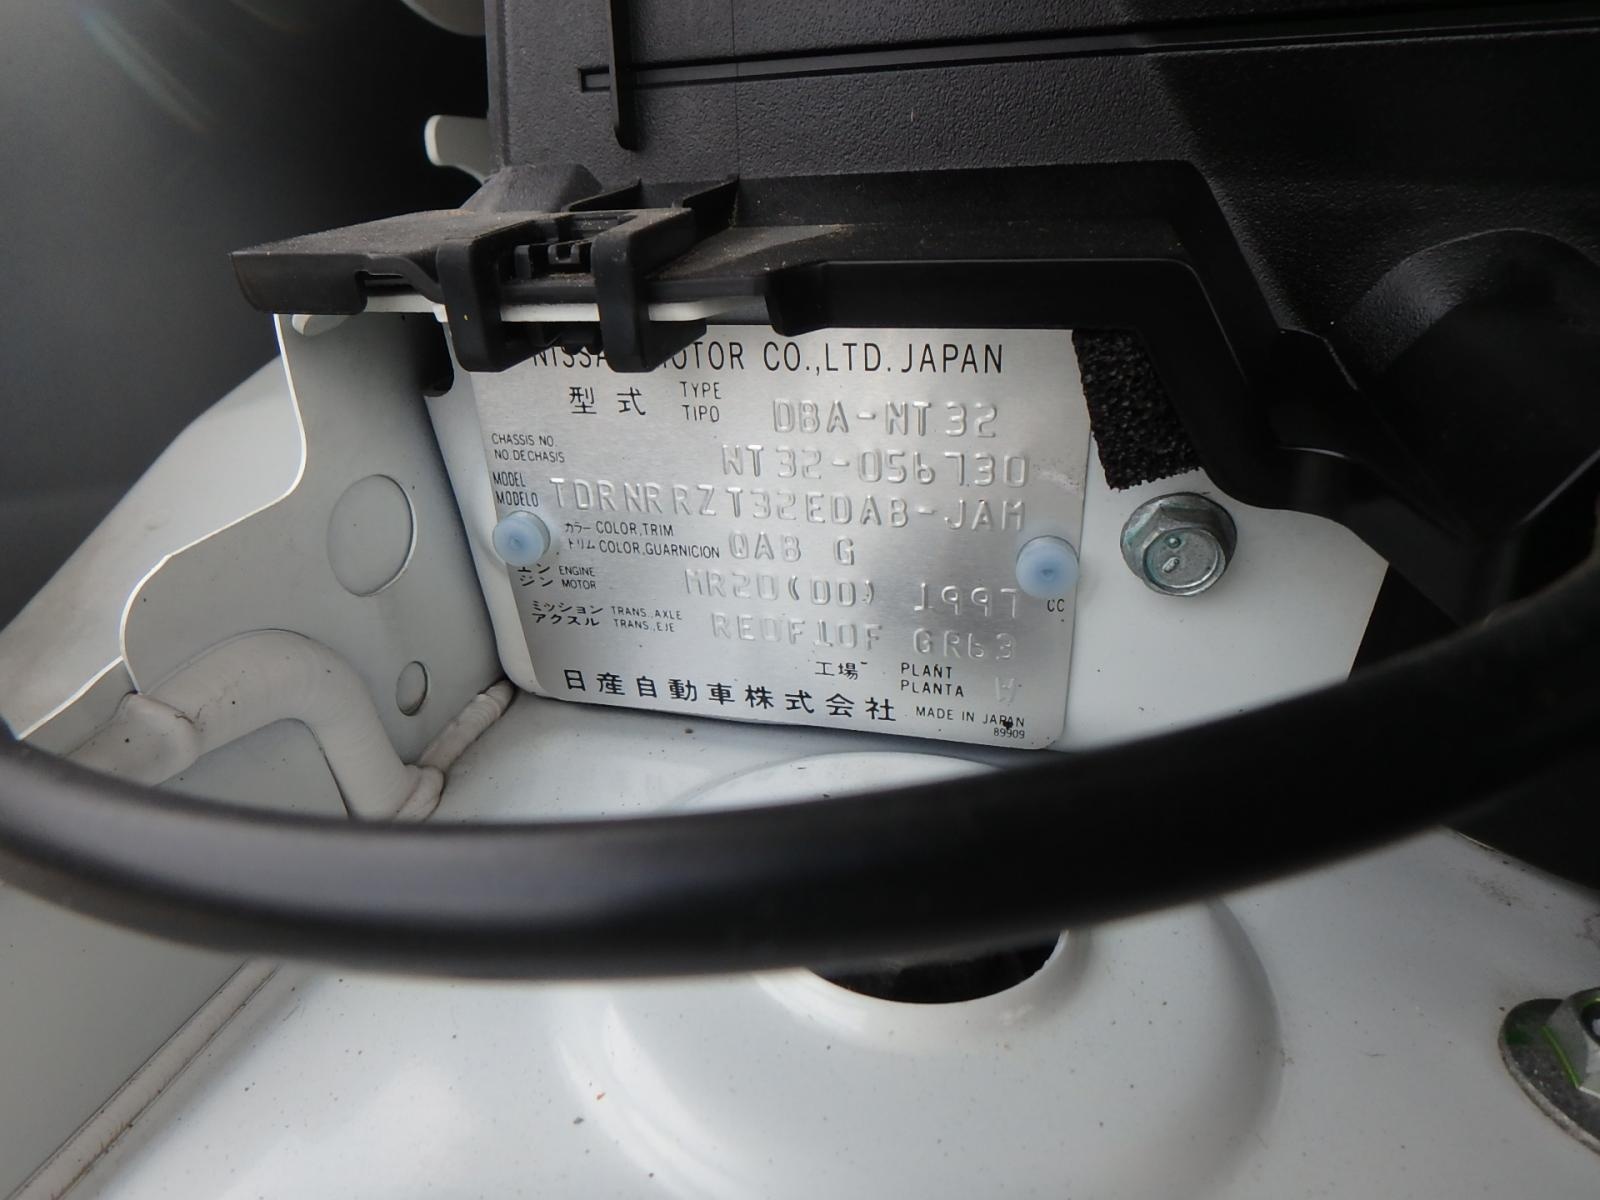 NISSAN MOTOR CO.,LTD. JAPAN
型式 TYPE TIPO DBA-NT32
CHASSIS NO. NO.DECHASIS NT32-056730
MODEL MODELO TDRNRRZT32EDAB-JAM
カラー COLOR,TRIM トリム COLOR,GUARNICION QAB G
エンジン ENGINE MOTOR MR20(DD) 1997 CC
ミッション TRANS.,AXLE アクスル TRANS.,EJE RE0F10F GR63
工場 PLANT PLANTA W
日産自動車株式会社 MADE IN JAPAN
89909